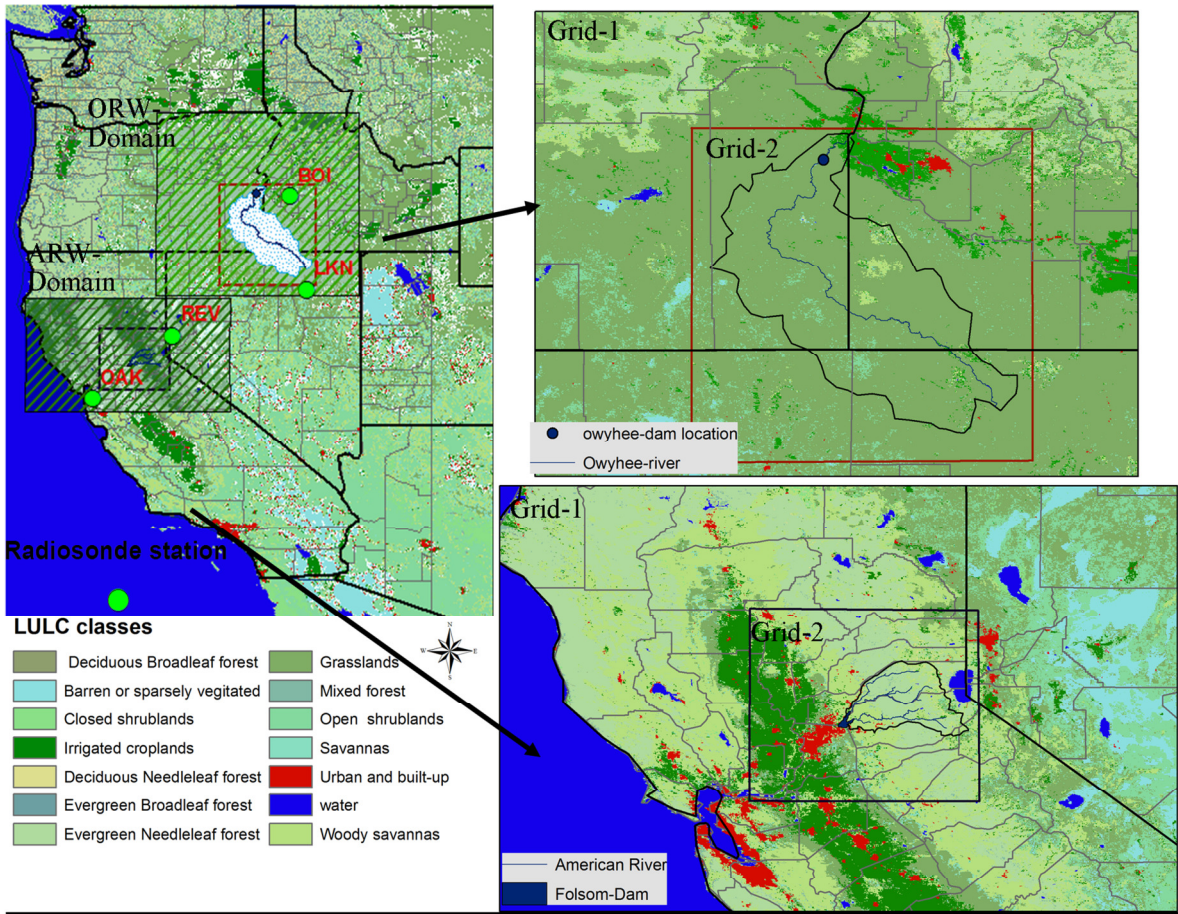 ORW-
Domain
BOI
LKN
ARW-
Domain
REV
OAK
Radiosonde station
Grid-1
Grid-2
owyhee-dam location
Owyhee-river
Grid-1
Grid-2
American River
Folsom-Dam
LULC classes
Deciduous Broadleaf forest
Barren or sparsely vegitated
Closed shrublands
Irrigated croplands
Deciduous Needleleaf forest
Evergreen Broadleaf forest
Evergreen Needleleaf forest
Grasslands
Mixed forest
Open shrublands
Savannas
Urban and built-up
water
Woody savannas
N
W
E
S